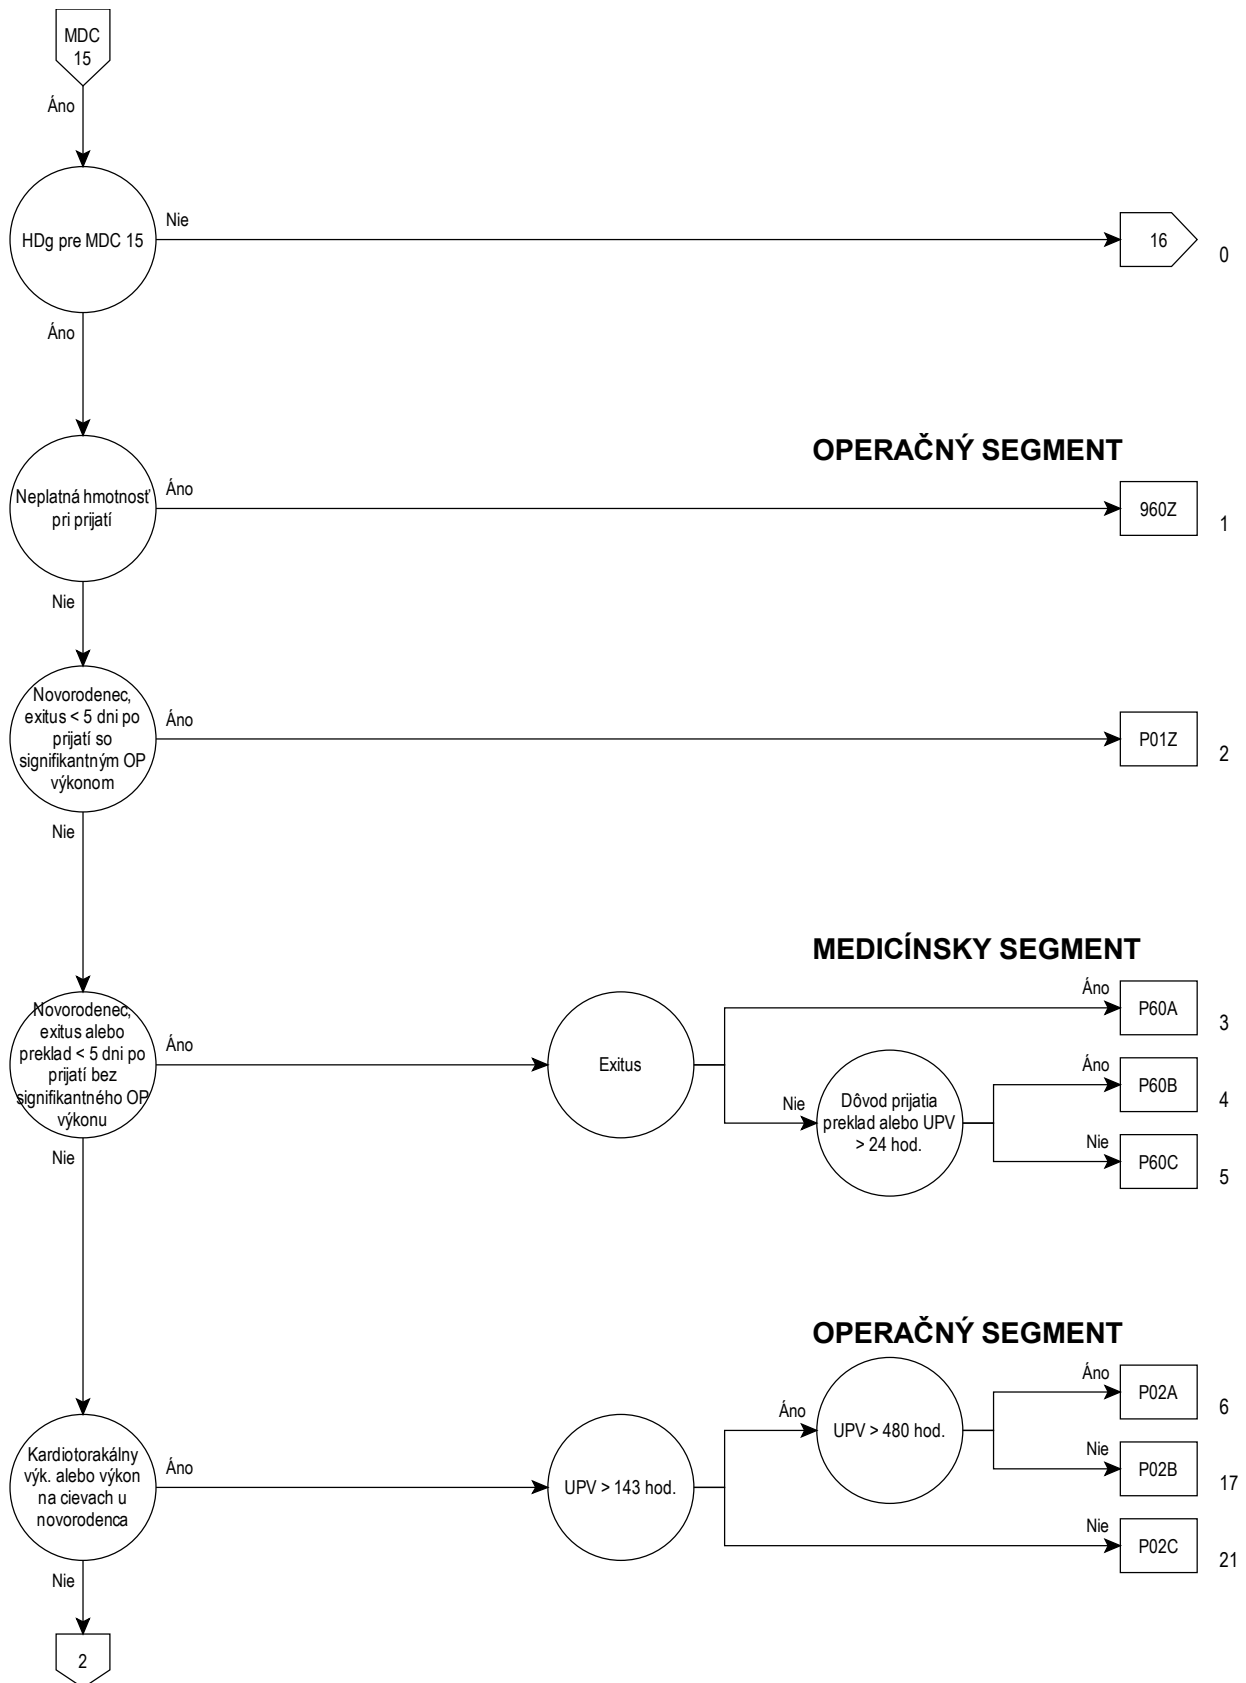 MDC
15
Áno
HDg pre MDC 15
Nie
16
0
Áno
OPERAČNÝ SEGMENT
Neplatná hmotnosť
pri prijatí
Áno
960Z
1
Nie
Novorodenec,
exitus < 5 dni po
prijatí so
signifikantným OP
výkonom
Áno
P01Z
2
Nie
MEDICÍNSKY SEGMENT
Novorodenec,
exitus alebo
preklad < 5 dni po
prijatí bez
signifikantného OP
výkonu
Áno
Exitus
Áno
P60A
3
Nie
Dôvod prijatia
preklad alebo UPV
> 24 hod.
Áno
P60B
4
Nie
P60C
5
Nie
OPERAČNÝ SEGMENT
Kardiotorakálny
výk. alebo výkon
na cievach u
novorodenca
Áno
UPV > 143 hod.
Áno
UPV > 480 hod.
Áno
P02A
6
Nie
P02B
17
Nie
P02C
21
Nie
2